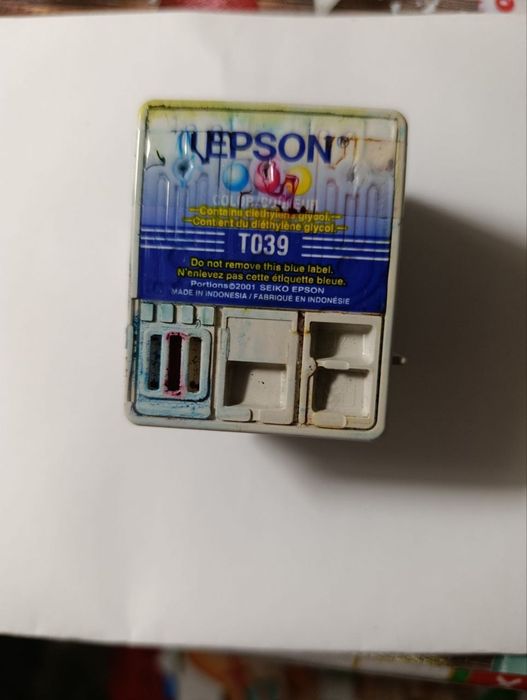 EPSON®
COLOR/COULEUR
Contains diethylene glycol.
Contient du diéthylène glycol.
T039
Do not remove this blue label.
N'enlevez pas cette étiquette bleue.
Portions©2001 SEIKO EPSON
MADE IN INDONESIA / FABRIQUÉ EN INDONÉSIE